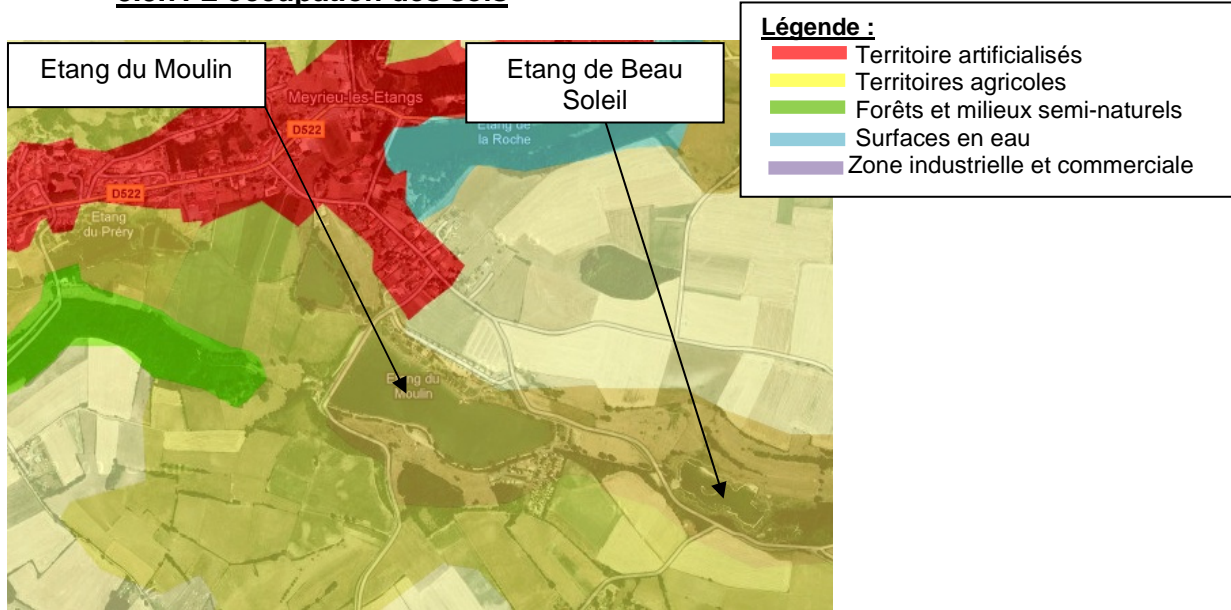 Etang du Moulin
Etang de Beau
Soleil
Légende :
Territoire artificialisés
Territoires agricoles
Forêts et milieux semi-naturels
Surfaces en eau
Zone industrielle et commerciale
Meyrieu-les-Etangs
D522
Etang de
la Roche
D522
Etang
du Préry
Etang du
Moulin